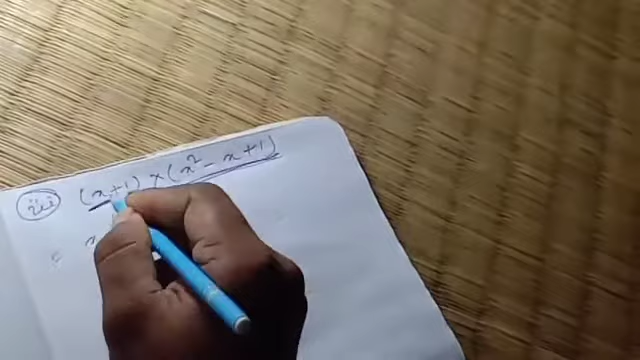 iii (x+1) × (x² - x + 1)
x